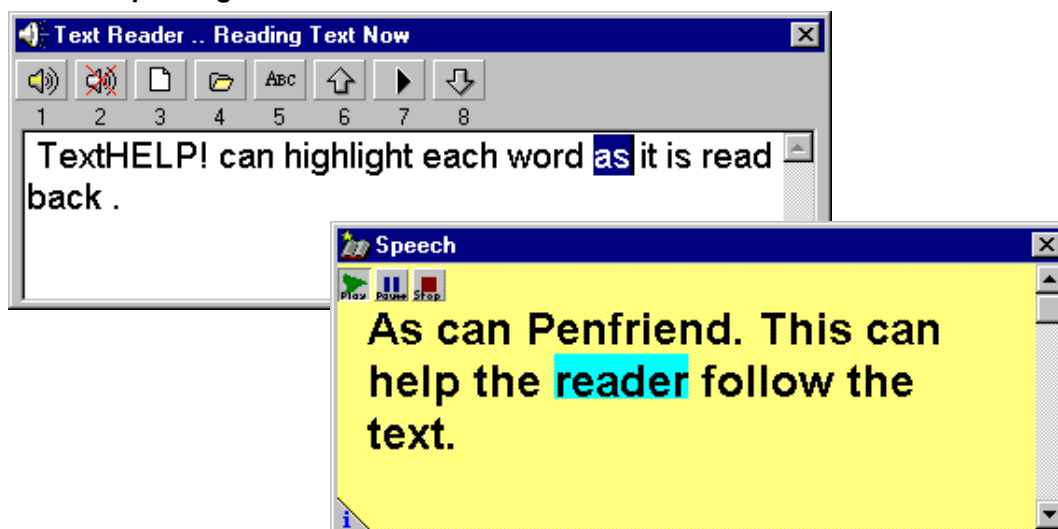 Text Reader .. Reading Text Now
ABC
1 2 3 4 5 6 7 8
TextHELP! can highlight each word as it is read
back .
Speech
Play Pause Stop
As can Penfriend. This can
help the reader follow the
text.
i